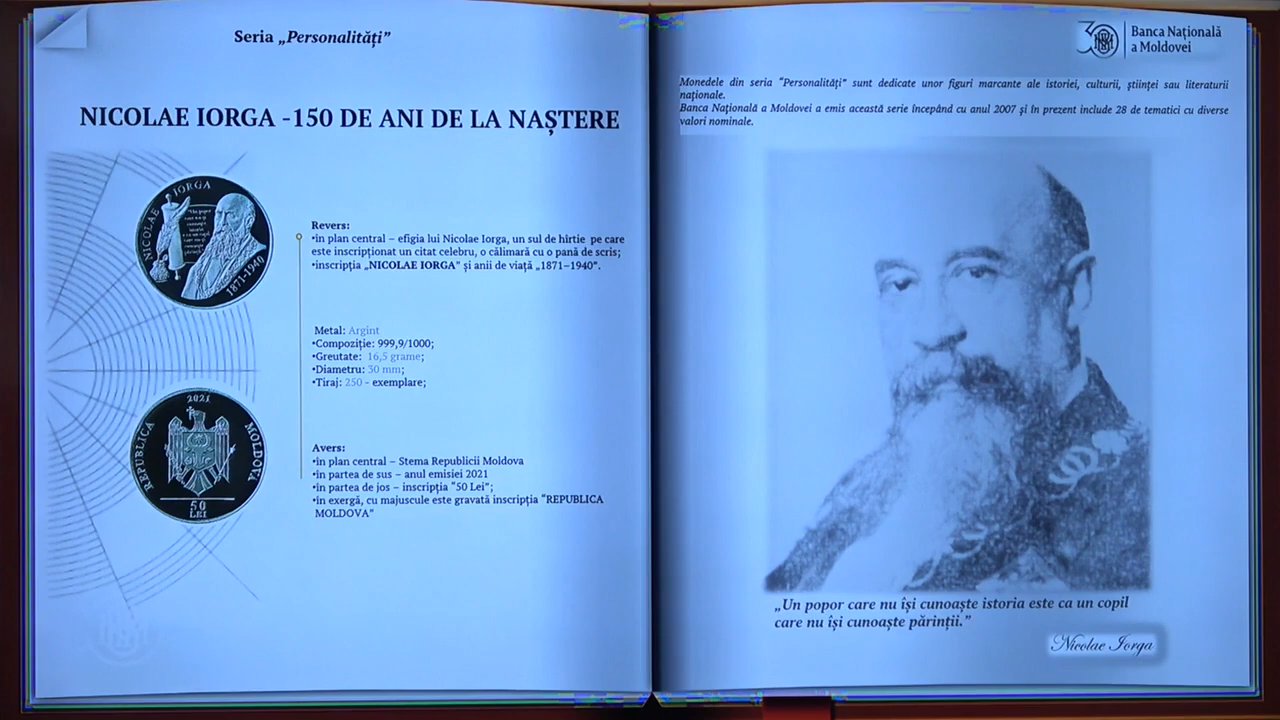 Seria „Personalități”
NICOLAE IORGA -150 DE ANI DE LA NAȘTERE
NICOLAE IORGA
1871-1940
Revers:
•în plan central – efigia lui Nicolae Iorga, un sul de hîrtie pe care
este inscripționat un citat celebru, o călimară cu o pană de scris;
•inscripția „NICOLAE IORGA” și anii de viață „1871–1940”.
Metal: Argint
•Compoziție: 999,9/1000;
•Greutate: 16,5 grame;
•Diametru: 30 mm;
•Tiraj: 250 - exemplare;
2021
REPUBLICA MOLDOVA
50
LEI
Avers:
•în plan central – Stema Republicii Moldova
•în partea de sus – anul emisiei 2021
•în partea de jos – inscripția “50 Lei”;
•în exergă, cu majuscule este gravată inscripția “REPUBLICA
MOLDOVA”
30
Banca Națională
a Moldovei
Monedele din seria “Personalități” sunt dedicate unor figuri marcante ale istoriei, culturii, științei sau literaturii
naționale.
Banca Națională a Moldovei a emis această serie începând cu anul 2007 și în prezent include 28 de tematici cu diverse
valori nominale.
„Un popor care nu își cunoaște istoria este ca un copil
care nu își cunoaște părinții.”
Nicolae Iorga